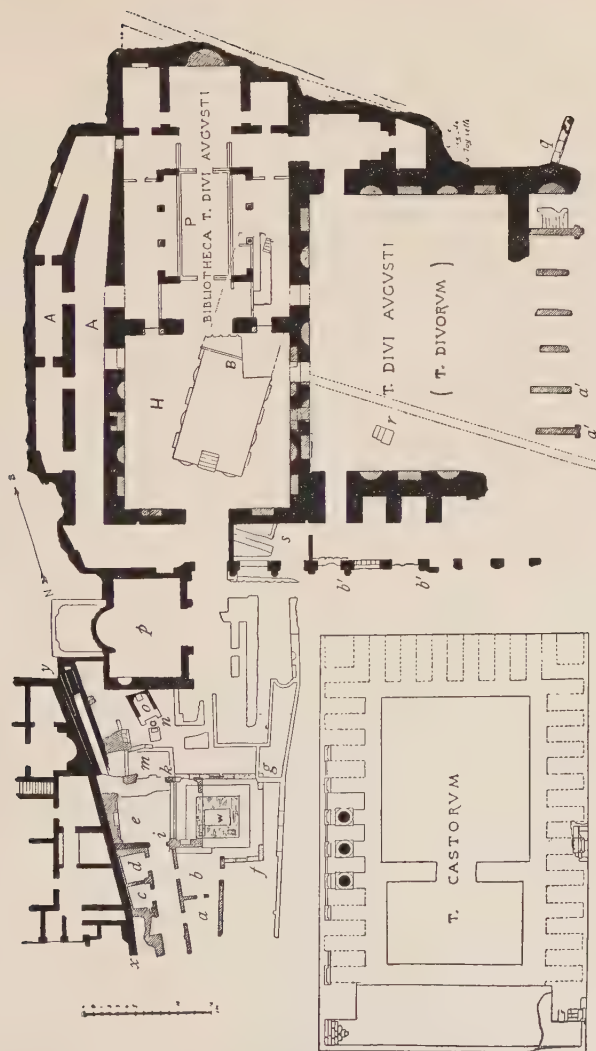 A
A
BIBLIOTHECA T. DIVI AVGVSTI
P
H
B
T. DIVI AVGVSTI
(T. DIVORVM)
q
r
a'
a'
s
b'
b'
N
S
p
y
o
n
m
k
g
e
i
w
d
c
b
a
f
x
T. CASTORVM